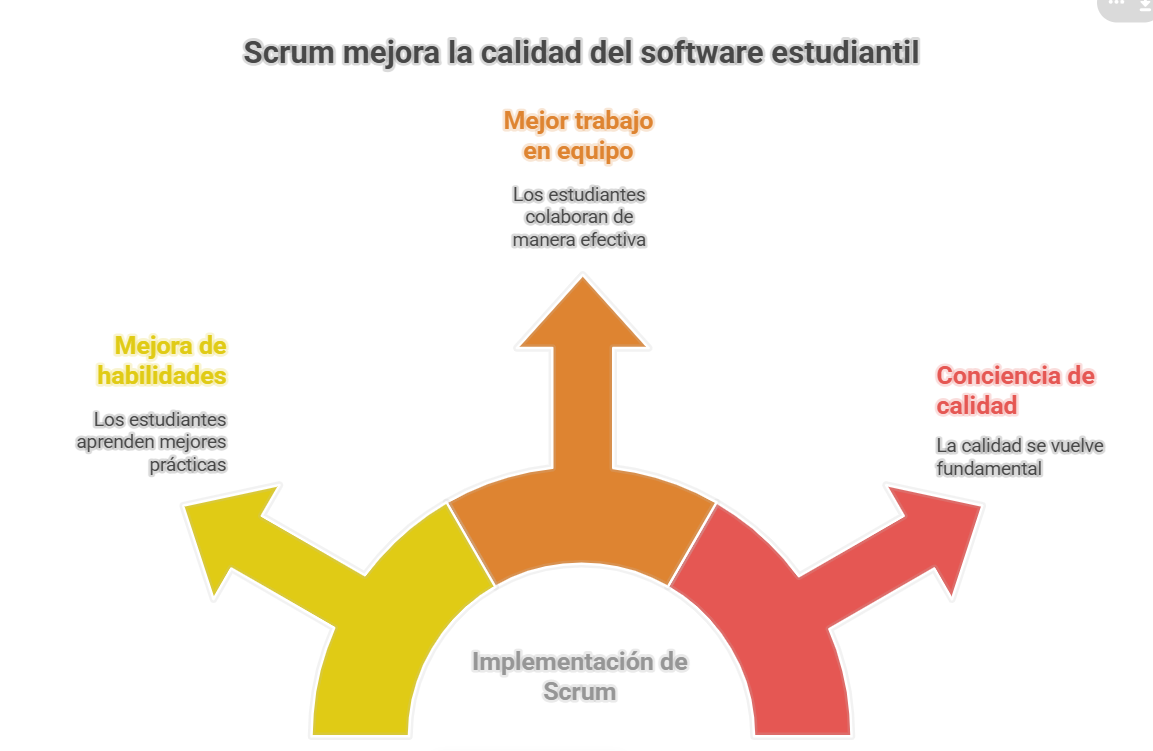 Scrum mejora la calidad del software estudiantil
Mejor trabajo
en equipo
Los estudiantes
colaboran de
manera efectiva
Mejora de
habilidades
Los estudiantes
aprenden mejores
prácticas
Conciencia de
calidad
La calidad se vuelve
fundamental
Implementación de
Scrum